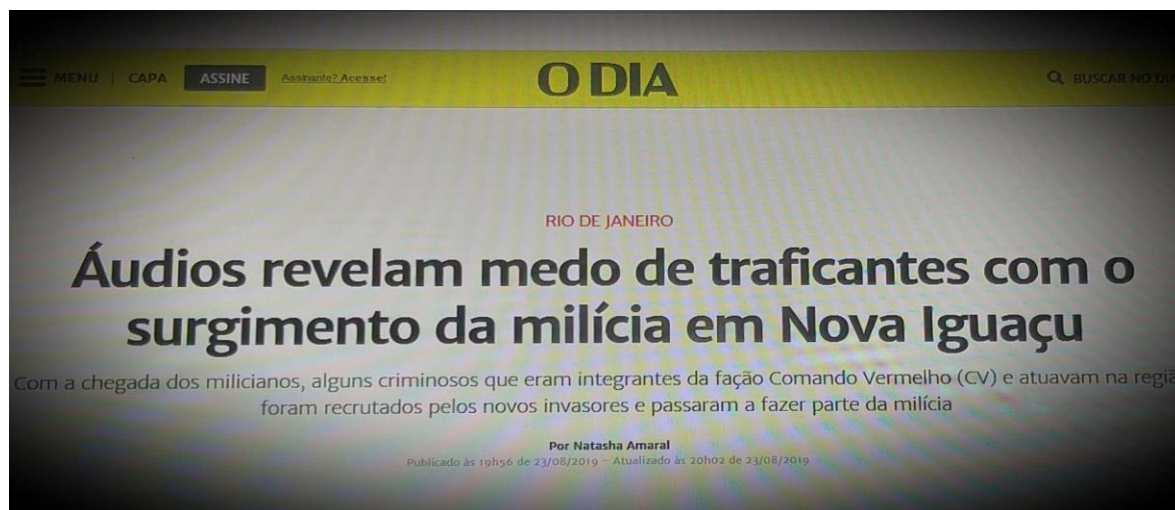 MENU | CAPA ASSINE Assinante? Acesse! O DIA BUSCAR NO DIA
RIO DE JANEIRO
Áudios revelam medo de traficantes com o
surgimento da milícia em Nova Iguaçu
Com a chegada dos milicianos, alguns criminosos que eram integrantes da fação Comando Vermelho (CV) e atuavam na regiã
foram recrutados pelos novos invasores e passaram a fazer parte da milícia
Por Natasha Amaral
Publicado às 19h56 de 23/08/2019 - Atualizado às 20h02 de 23/08/2019